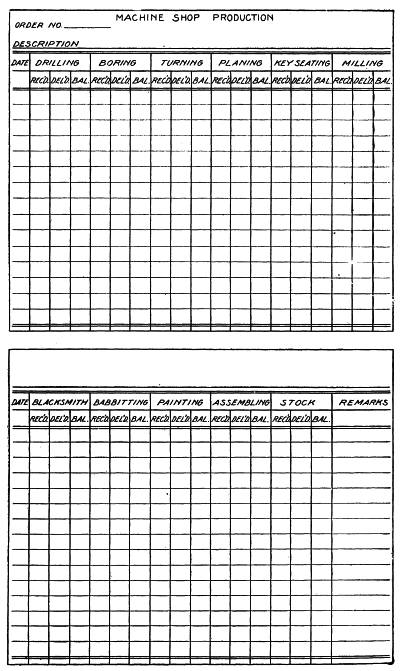 MACHINE SHOP PRODUCTION
ORDER NO.
DESCRIPTION
DATE DRILLING BORING TURNING PLANING KEY SEATING MILLING
REC'D. DEL'D. BAL. REC'D. DEL'D. BAL. REC'D. DEL'D. BAL. REC'D. DEL'D. BAL. REC'D. DEL'D. BAL. REC'D. DEL'D. BAL.
DATE BLACKSMITH BABBITTING PAINTING ASSEMBLING STOCK REMARKS
REC'D. DEL'D. BAL. REC'D. DEL'D. BAL. REC'D. DEL'D. BAL. REC'D. DEL'D. BAL. REC'D. DEL'D. BAL.